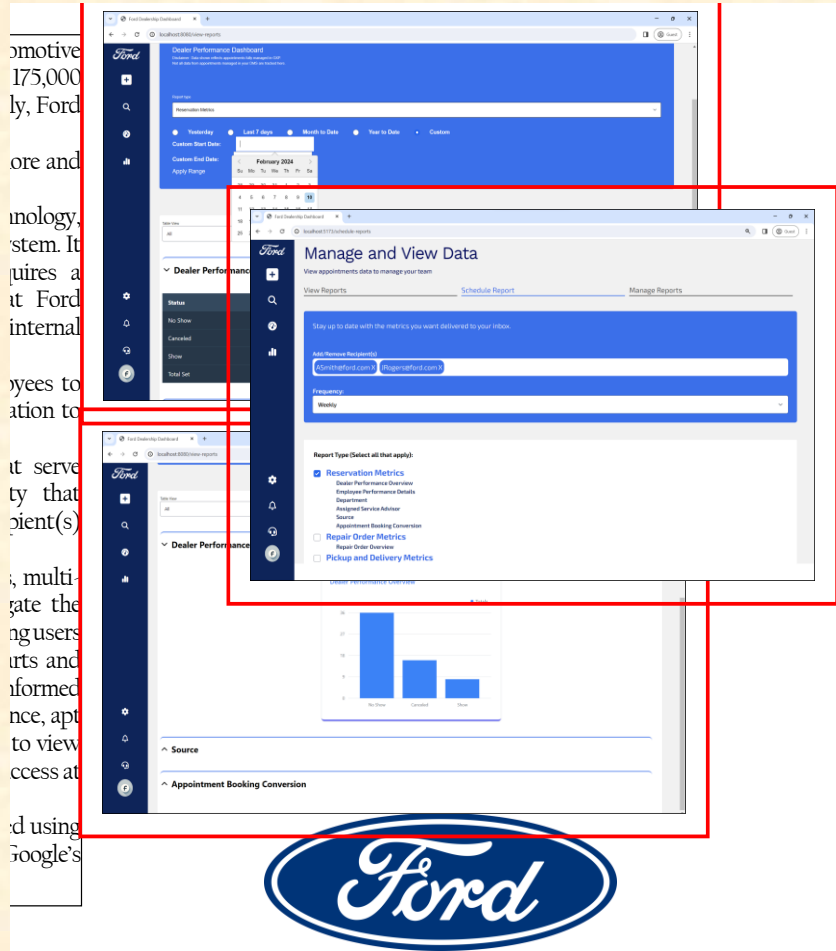 omotive
175,000
ly, Ford
ore and
nology,
stem. It
quires a
at Ford
internal
oyees to
ation to
at serve
ty that
pient(s)
s, multi-
gate the
ng users
arts and
nformed
nce, apt
to view
ccess at
ed using
Google's
Ford Dealership Dashboard
localhost:8080/view-reports
Guest
Ford
Dealer Performance Dashboard
Report type
Reservation Metrics
Yesterday Last 7 days Month to Date Year to Date Custom
Custom Start Date:
Custom End Date:
Apply Range
February 2024
Su Mo Tu We Th Fr Sa
4 5 6 7 8 9 10
Table View
All
Dealer Performance
Status
No Show
Canceled
Show
Total Set
Ford Dealership Dashboard
localhost:5173/schedule-reports
Guest
Ford
Manage and View Data
View appointments data to manage your team
View Reports Schedule Report Manage Reports
Stay up to date with the metrics you want delivered to your inbox.
Add/Remove Recipient(s)
ASmith@ford.com X JRogers@ford.com X
Frequency:
Weekly
Report Type (Select all that apply):
Reservation Metrics
Dealer Performance Overview
Employee Performance Details
Department
Assigned Service Advisor
Source
Appointment Booking Conversion
Repair Order Metrics
Repair Order Overview
Pickup and Delivery Metrics
Ford Dealership Dashboard
localhost:8080/view-reports
Ford
Table View
All
Dealer Performance
Dealer Performance Overview
No Show Canceled Show
Source
Appointment Booking Conversion
Ford